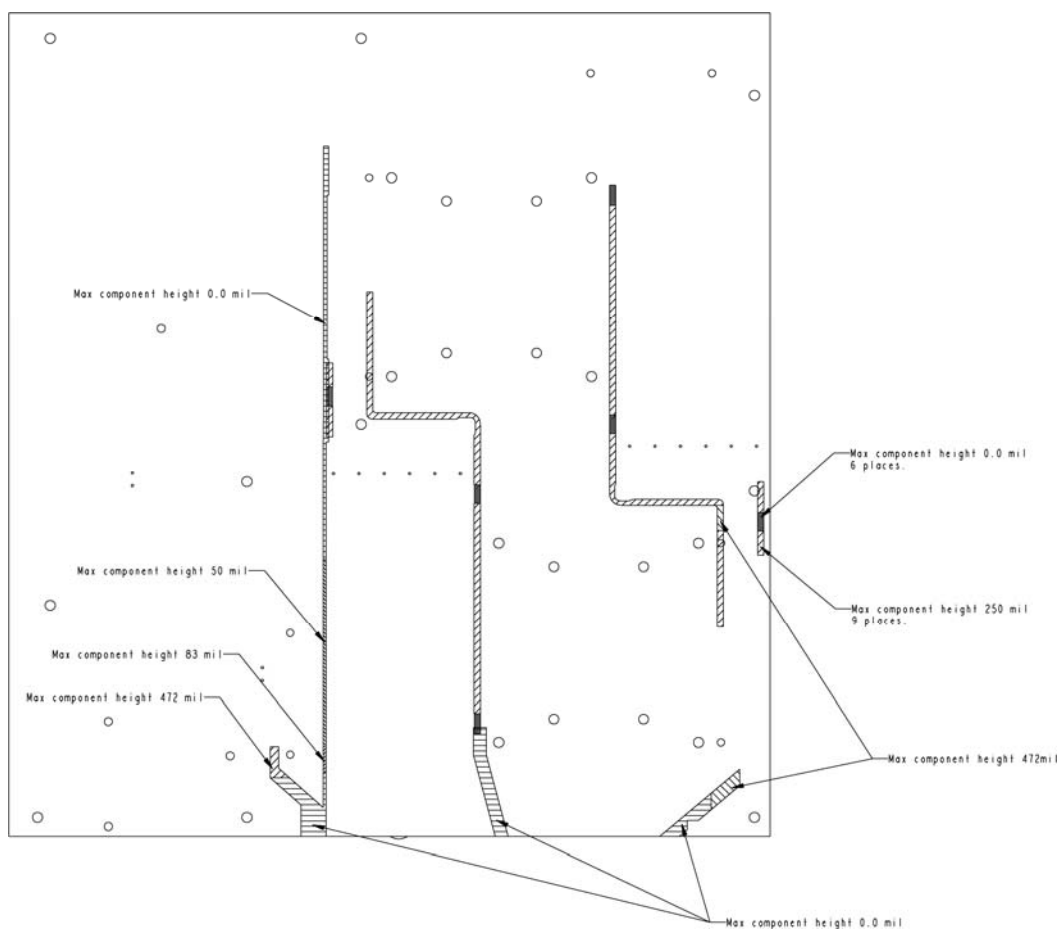 Max component height 0.0 mil
Max component height 0.0 mil
6 places.
Max component height 50 mil
Max component height 250 mil
9 places.
Max component height 83 mil
Max component height 472 mil
Max component height 472mil
Max component height 0.0 mil